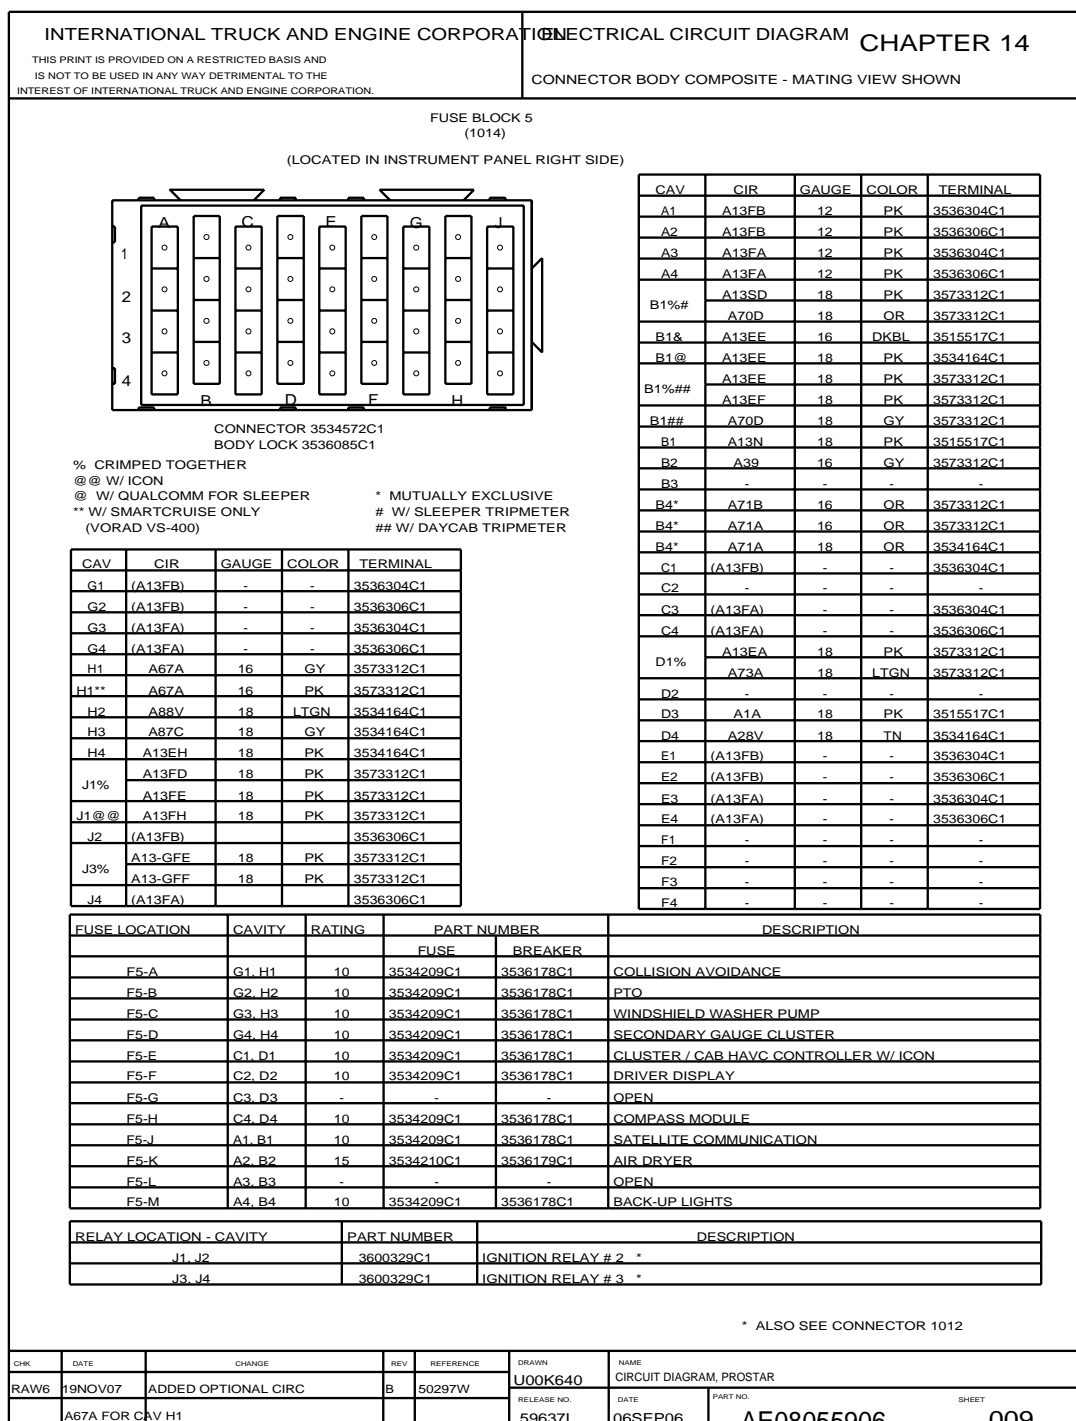 INTERNATIONAL TRUCK AND ENGINE CORPORATION
ELECTRICAL CIRCUIT DIAGRAM
CHAPTER 14
THIS PRINT IS PROVIDED ON A RESTRICTED BASIS AND
IS NOT TO BE USED IN ANY WAY DETRIMENTAL TO THE
INTEREST OF INTERNATIONAL TRUCK AND ENGINE CORPORATION.
CONNECTOR BODY COMPOSITE - MATING VIEW SHOWN
FUSE BLOCK 5
(1014)
(LOCATED IN INSTRUMENT PANEL RIGHT SIDE)
A C E G J
1
2
3
4
B D F H
CONNECTOR 3534572C1
BODY LOCK 3536085C1
% CRIMPED TOGETHER
@@ W/ ICON
@ W/ QUALCOMM FOR SLEEPER
** W/ SMARTCRUISE ONLY
(VORAD VS-400)
* MUTUALLY EXCLUSIVE
# W/ SLEEPER TRIPMETER
## W/ DAYCAB TRIPMETER
CAV CIR GAUGE COLOR TERMINAL
A1 A13FB 12 PK 3536304C1
A2 A13FB 12 PK 3536306C1
A3 A13FA 12 PK 3536304C1
A4 A13FA 12 PK 3536306C1
B1%# A13SD 18 PK 3573312C1
A70D 18 OR 3573312C1
B1& A13EE 16 DKBL 3515517C1
B1@ A13EE 18 PK 3534164C1
B1%## A13EE 18 PK 3573312C1
A13EF 18 PK 3573312C1
B1## A70D 18 GY 3573312C1
B1 A13N 18 PK 3515517C1
B2 A39 16 GY 3573312C1
B3 - - - -
B4* A71B 16 OR 3573312C1
B4* A71A 16 OR 3573312C1
B4* A71A 18 OR 3534164C1
C1 (A13FB) - - 3536304C1
C2 - - - -
C3 (A13FA) - - 3536304C1
C4 (A13FA) - - 3536306C1
D1% A13EA 18 PK 3573312C1
A73A 18 LTGN 3573312C1
D2 - - - -
D3 A1A 18 PK 3515517C1
D4 A28V 18 TN 3534164C1
E1 (A13FB) - - 3536304C1
E2 (A13FB) - - 3536306C1
E3 (A13FA) - - 3536304C1
E4 (A13FA) - - 3536306C1
F1 - - - -
F2 - - - -
F3 - - - -
F4 - - - -
CAV CIR GAUGE COLOR TERMINAL
G1 (A13FB) - - 3536304C1
G2 (A13FB) - - 3536306C1
G3 (A13FA) - - 3536304C1
G4 (A13FA) - - 3536306C1
H1 A67A 16 GY 3573312C1
H1** A67A 16 PK 3573312C1
H2 A88V 18 LTGN 3534164C1
H3 A87C 18 GY 3534164C1
H4 A13EH 18 PK 3534164C1
J1% A13FD 18 PK 3573312C1
A13FE 18 PK 3573312C1
J1@@ A13FH 18 PK 3573312C1
J2 (A13FB) 3536306C1
J3% A13-GFE 18 PK 3573312C1
A13-GFF 18 PK 3573312C1
J4 (A13FA) 3536306C1
FUSE LOCATION CAVITY RATING PART NUMBER DESCRIPTION
FUSE BREAKER
F5-A G1, H1 10 3534209C1 3536178C1 COLLISION AVOIDANCE
F5-B G2, H2 10 3534209C1 3536178C1 PTO
F5-C G3, H3 10 3534209C1 3536178C1 WINDSHIELD WASHER PUMP
F5-D G4, H4 10 3534209C1 3536178C1 SECONDARY GAUGE CLUSTER
F5-E C1, D1 10 3534209C1 3536178C1 CLUSTER / CAB HAVC CONTROLLER W/ ICON
F5-F C2, D2 10 3534209C1 3536178C1 DRIVER DISPLAY
F5-G C3, D3 - - - OPEN
F5-H C4, D4 10 3534209C1 3536178C1 COMPASS MODULE
F5-J A1, B1 10 3534209C1 3536178C1 SATELLITE COMMUNICATION
F5-K A2, B2 15 3534210C1 3536179C1 AIR DRYER
F5-L A3, B3 - - - OPEN
F5-M A4, B4 10 3534209C1 3536178C1 BACK-UP LIGHTS
RELAY LOCATION - CAVITY PART NUMBER DESCRIPTION
J1, J2 3600329C1 IGNITION RELAY # 2 *
J3, J4 3600329C1 IGNITION RELAY # 3 *
* ALSO SEE CONNECTOR 1012
CHK DATE CHANGE REV REFERENCE DRAWN NAME
RAW6 19NOV07 ADDED OPTIONAL CIRC B 50297W U00K640 CIRCUIT DIAGRAM, PROSTAR
A67A FOR CAV H1
RELEASE NO. DATE PART NO. SHEET
59637L 06SEP06 AE08055906 009